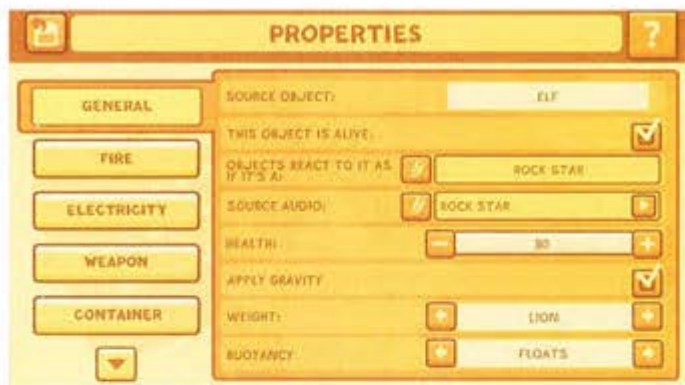 PROPERTIES
?
GENERAL
FIRE
ELECTRICITY
WEAPON
CONTAINER
SOURCE OBJECT: ELF
THIS OBJECT IS ALIVE:
OBJECTS REACT TO IT AS
IF IT'S A: ROCK STAR
SOURCE AUDIO: ROCK STAR
HEALTH: 80
APPLY GRAVITY
WEIGHT: LION
BUOYANCY FLOATS